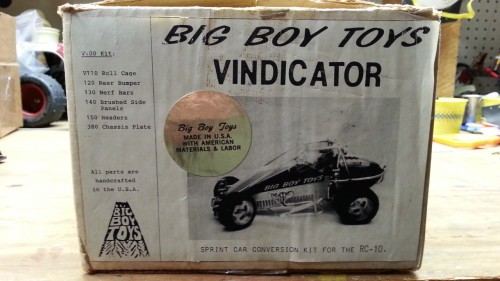 BIG BOY TOYS
VINDICATOR
V.00 Kit:
V110 Roll Cage
120 Rear Bumper
130 Nerf Bars
140 Brushed Side
Panels
150 Headers
380 Chassis Plate
All parts are
handcrafted
in the U.S.A.
BIG
BOY
TOYS
Big Boy Toys
MADE IN U.S.A.
WITH AMERICAN
MATERIALS & LABOR
BIG BOY TOYS
SPRINT CAR CONVERSION KIT FOR THE RC-10.